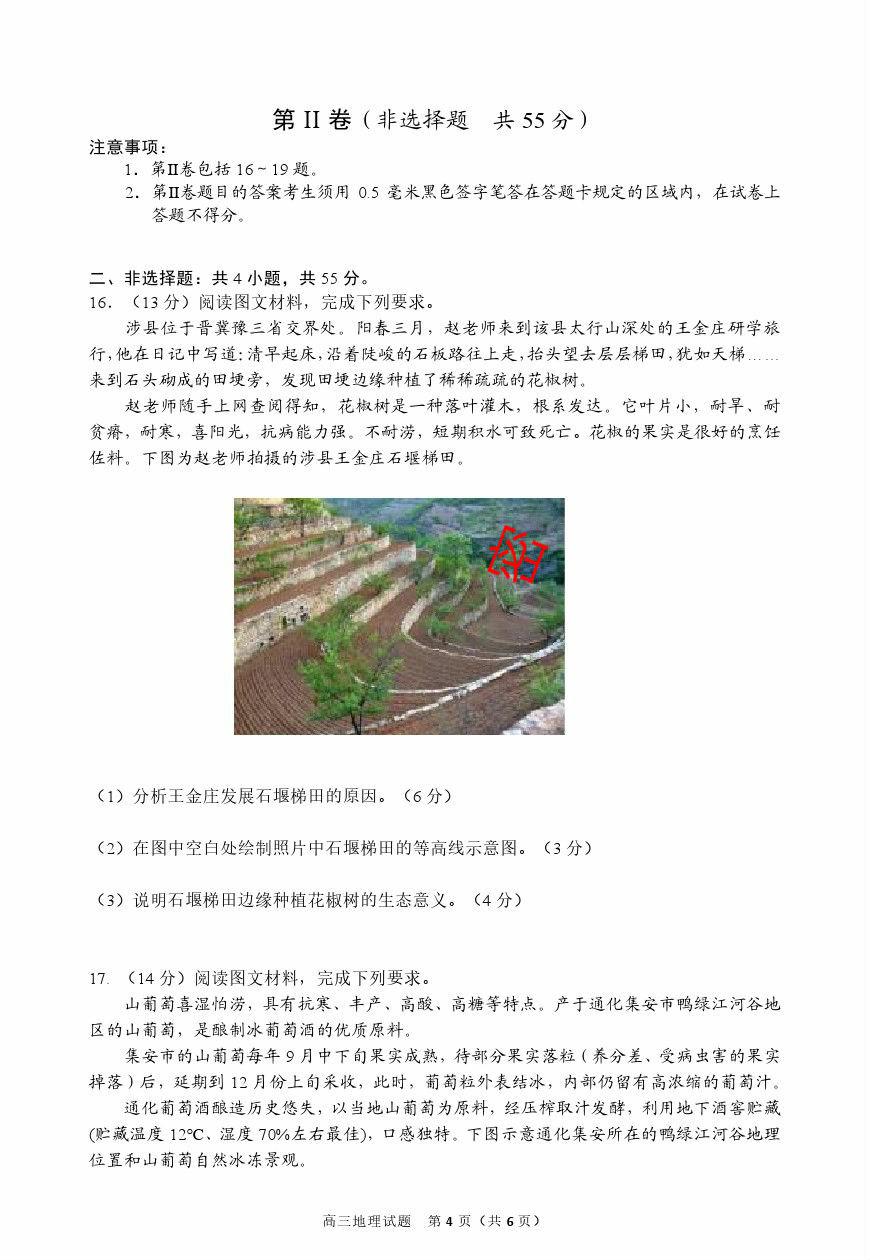 第 II 卷（非选择题 共 55 分）
注意事项：
1．第II卷包括 16～19 题。
2．第II卷题目的答案考生须用 0.5 毫米黑色签字笔答在答题卡规定的区域内，在试卷上
答题不得分。
二、非选择题：共 4 小题，共 55 分。
16．（13 分）阅读图文材料，完成下列要求。
涉县位于晋冀豫三省交界处。阳春三月，赵老师来到该县太行山深处的王金庄研学旅
行，他在日记中写道：清早起床，沿着陡峻的石板路往上走，抬头望去层层梯田，犹如天梯……
来到石头砌成的田埂旁，发现田埂边缘种植了稀稀疏疏的花椒树。
赵老师随手上网查阅得知，花椒树是一种落叶灌木，根系发达。它叶片小，耐旱、耐
贫瘠，耐寒，喜阳光，抗病能力强。不耐涝，短期积水可致死亡。花椒的果实是很好的烹饪
佐料。下图为赵老师拍摄的涉县王金庄石堰梯田。
（1）分析王金庄发展石堰梯田的原因。（6 分）
（2）在图中空白处绘制照片中石堰梯田的等高线示意图。（3 分）
（3）说明石堰梯田边缘种植花椒树的生态意义。（4 分）
17. （14 分）阅读图文材料，完成下列要求。
山葡萄喜湿怕涝，具有抗寒、丰产、高酸、高糖等特点。产于通化集安市鸭绿江河谷地
区的山葡萄，是酿制冰葡萄酒的优质原料。
集安市的山葡萄每年 9 月中下旬果实成熟，待部分果实落粒（养分差、受病虫害的果实
掉落）后，延期到 12 月份上旬采收，此时，葡萄粒外表结冰，内部仍留有高浓缩的葡萄汁。
通化葡萄酒酿造历史悠失，以当地山葡萄为原料，经压榨取汁发酵，利用地下酒窖贮藏
(贮藏温度 12℃、湿度 70%左右最佳)，口感独特。下图示意通化集安所在的鸭绿江河谷地理
位置和山葡萄自然冰冻景观。
高三地理试题 第 4 页（共 6 页）